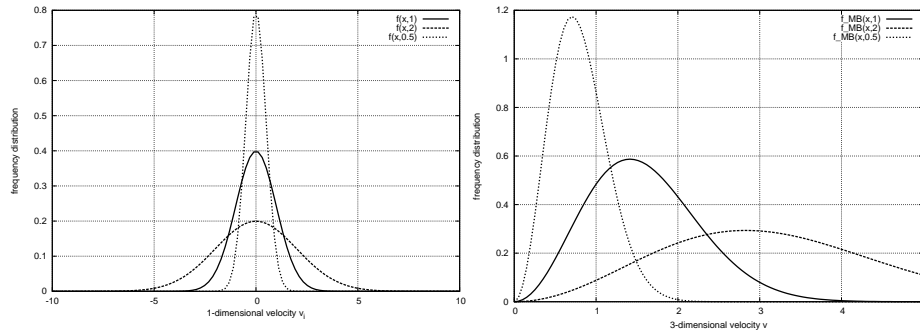 f(x,1)
f(x,2)
f(x,0.5)
0.8
0.7
0.6
0.5
0.4
0.3
0.2
0.1
0
frequency distribution
-10
-5
0
5
10
1-dimensional velocity v_i
f_MB(x,1)
f_MB(x,2)
f_MB(x,0.5)
1.2
1
0.8
0.6
0.4
0.2
0
frequency distribution
0
1
2
3
4
3-dimensional velocity v